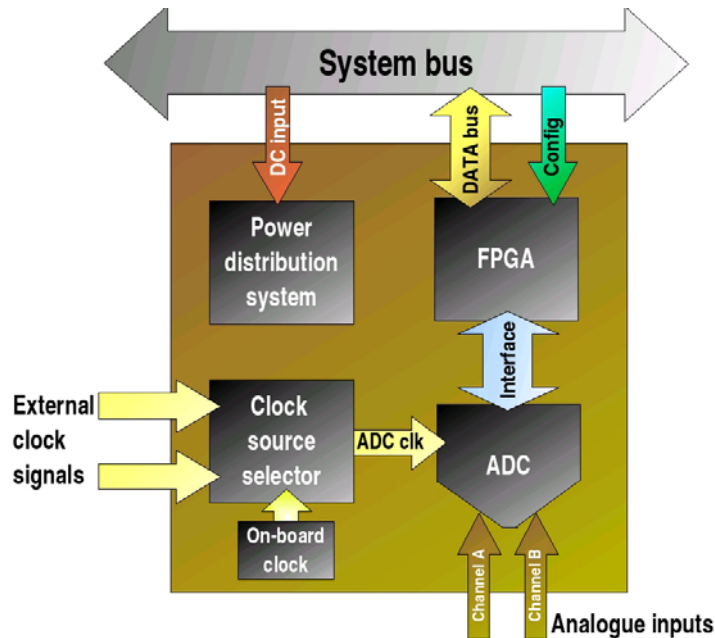 System bus
DC input
DATA bus
Config
Power
distribution
system
FPGA
Interface
External
clock
signals
Clock
source
selector
ADC clk
ADC
On-board
clock
Channel A
Channel B
Analogue inputs